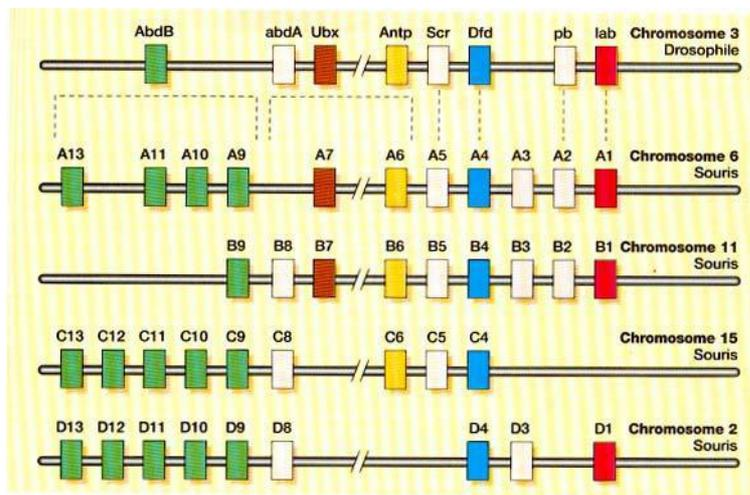 AbdB abdA Ubx Antp Scr Dfd pb lab Chromosome 3
Drosophile
A13 A11 A10 A9 A7 A6 A5 A4 A3 A2 A1 Chromosome 6
Souris
B9 B8 B7 B6 B5 B4 B3 B2 B1 Chromosome 11
Souris
C13 C12 C11 C10 C9 C8 C6 C5 C4 Chromosome 15
Souris
D13 D12 D11 D10 D9 D8 D4 D3 D1 Chromosome 2
Souris